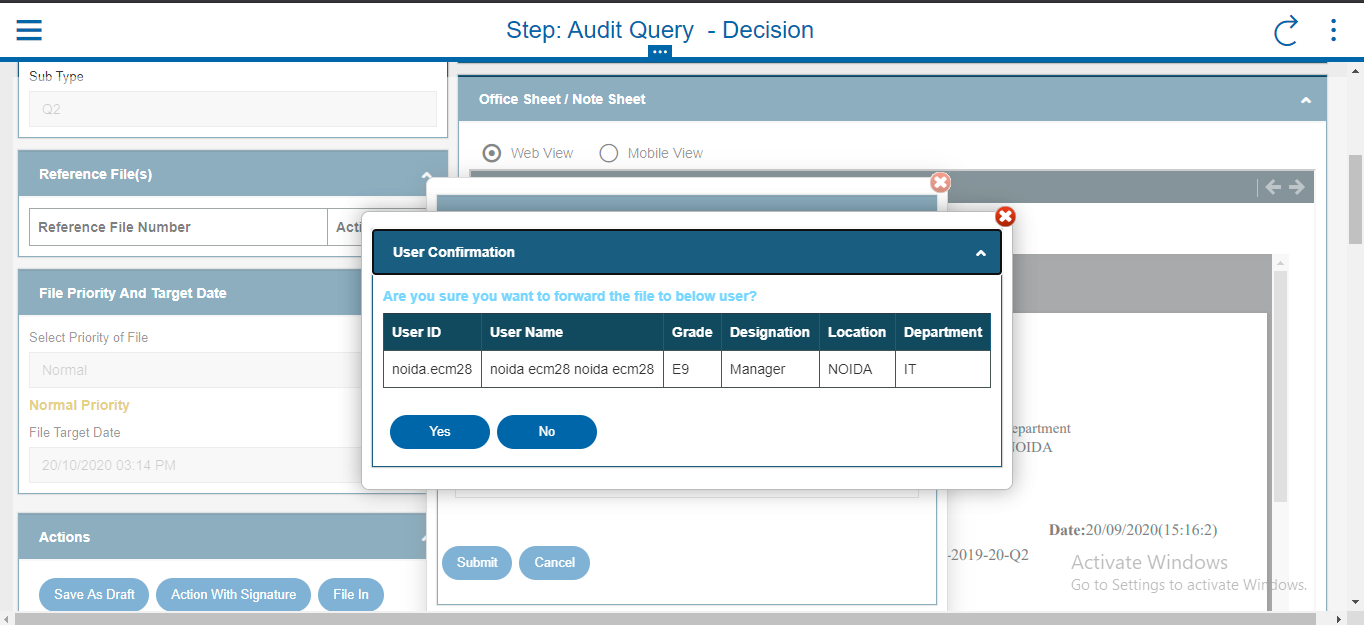 Step: Audit Query - Decision
Sub Type
Q2
Reference File(s)
Reference File Number
File Priority And Target Date
Select Priority of File
Normal
Normal Priority
File Target Date
20/10/2020 03:14 PM
Actions
Save As Draft Action With Signature File In
Office Sheet / Note Sheet
Web View Mobile View
User Confirmation
Are you sure you want to forward the file to below user?
User ID User Name Grade Designation Location Department
noida.ecm28 noida ecm28 noida ecm28 E9 Manager NOIDA IT
Yes No
Submit Cancel
epartment
NOIDA
Date:20/09/2020(15:16:2)
-2019-20-Q2
Activate Windows
Go to Settings to activate Windows.